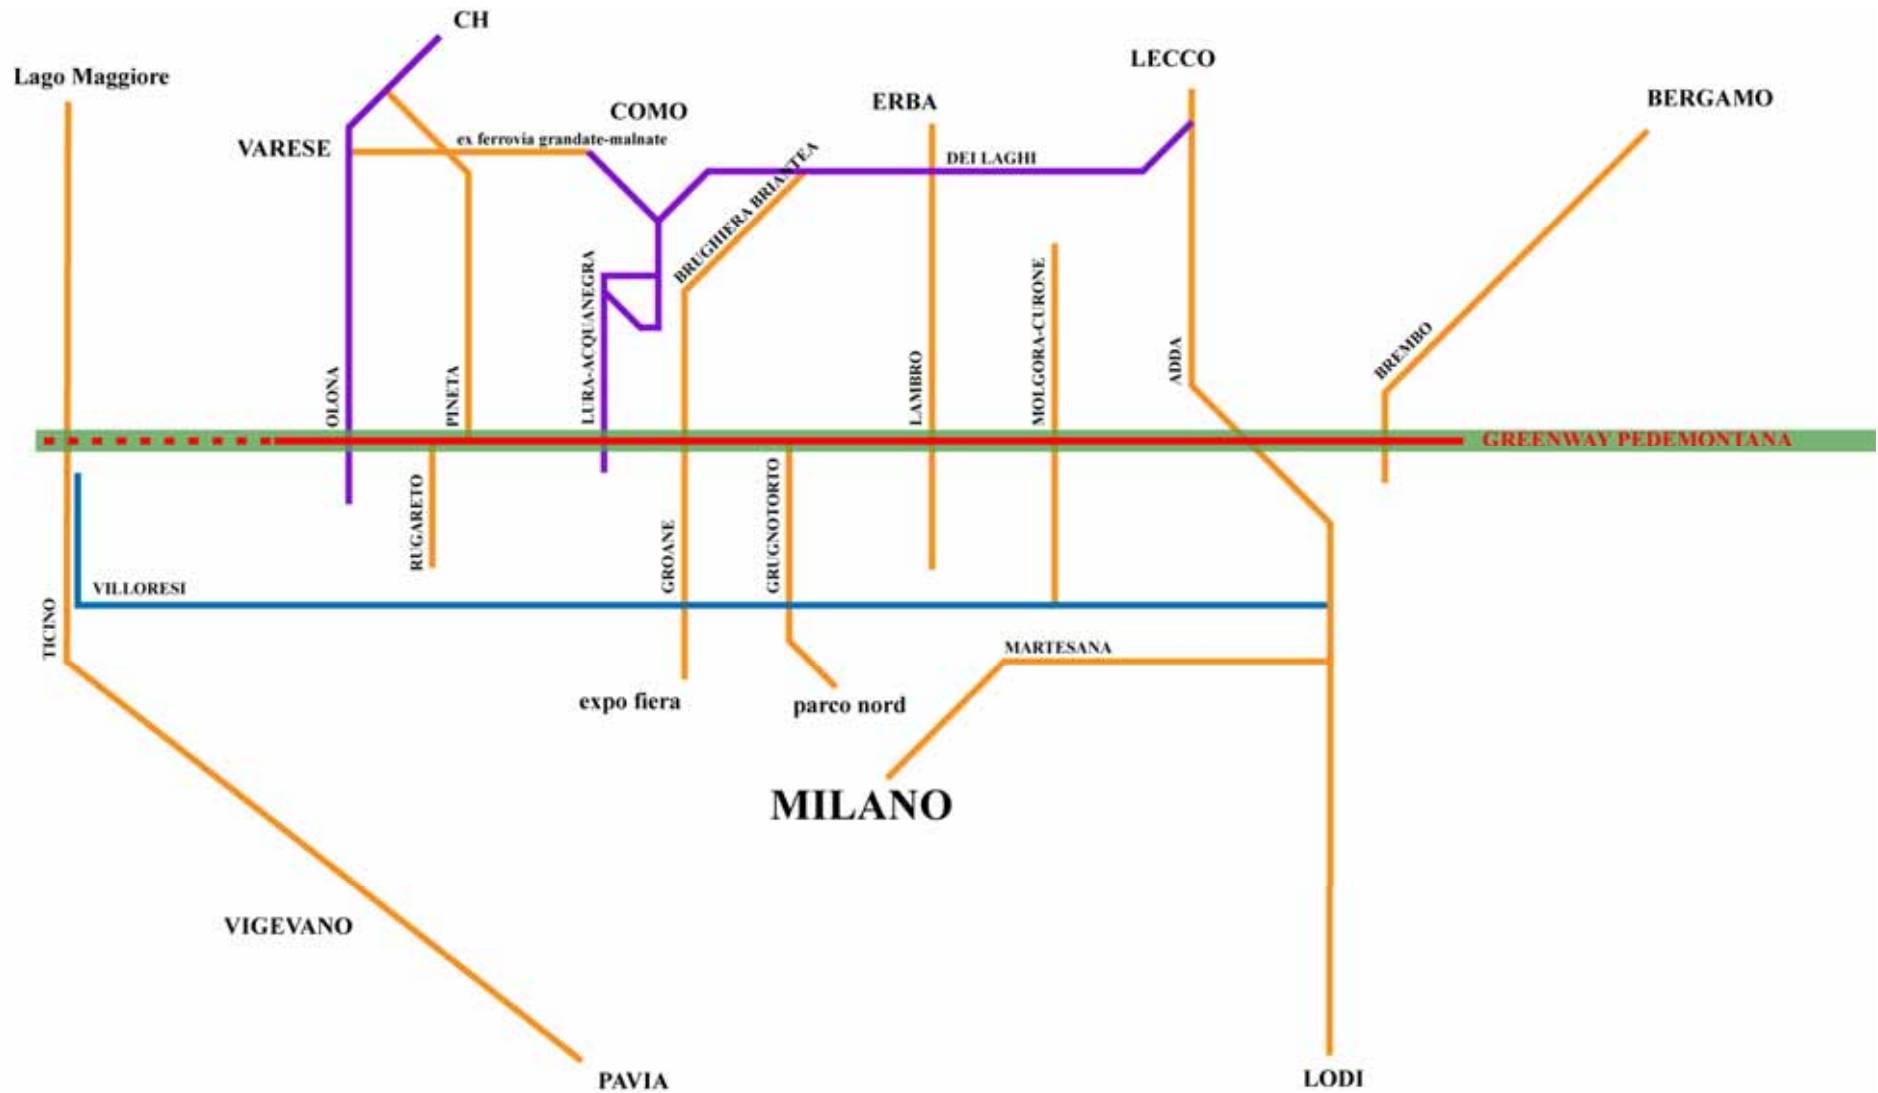 CH
LECCO
Lago Maggiore
BERGAMO
ERBA
COMO
ex ferrovia grandate-malnate
VARESE
DEI LAGHI
BRUGHIERA BRIANTEA
LURA-ACQUANEGRA
MOLGORA-CURONE
BREMBO
ADDA
LAMBRO
OLONA
PINETA
GREENWAY PEDEMONTANA
RUGARETO
GRUGNOTORTO
GROANE
VILLORESI
TICINO
MARTESANA
expo fiera
parco nord
MILANO
VIGEVANO
PAVIA
LODI